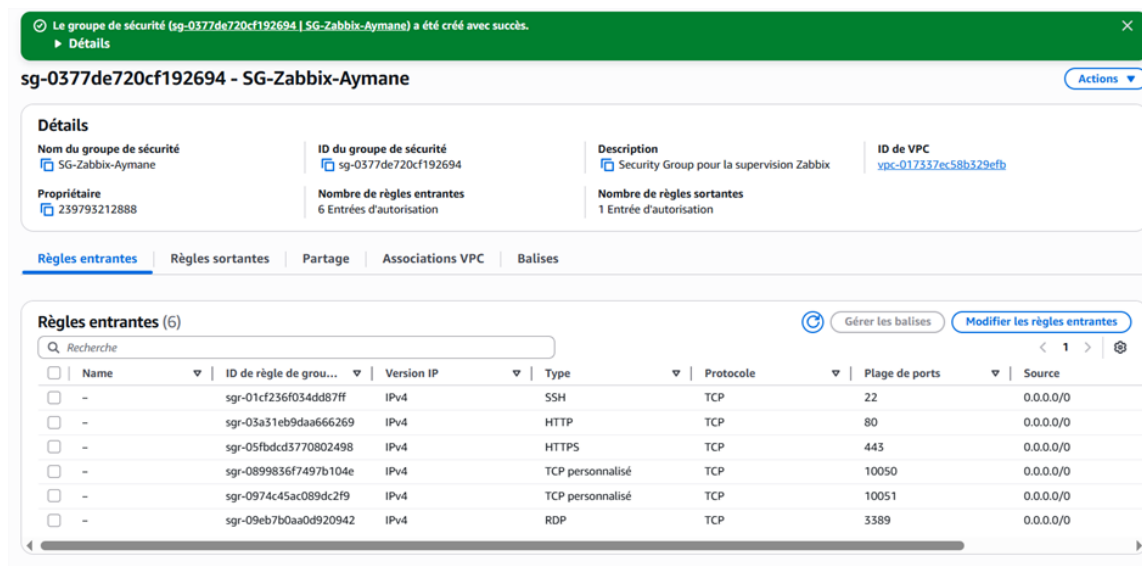 Le groupe de sécurité (sg-0377de720cf192694 | SG-Zabbix-Aymane) a été créé avec succès.
Détails
sg-0377de720cf192694 - SG-Zabbix-Aymane
Actions
Détails
Nom du groupe de sécurité ID du groupe de sécurité Description ID de VPC
SG-Zabbix-Aymane sg-0377de720cf192694 Security Group pour la supervision Zabbix vpc-017337ec58b329efb
Propriétaire Nombre de règles entrantes Nombre de règles sortantes
239793212888 6 Entrées d'autorisation 1 Entrée d'autorisation
Règles entrantes Règles sortantes Partage Associations VPC Balises
Règles entrantes (6) Gérer les balises Modifier les règles entrantes
Recherche 1
Name ID de règle de grou... Version IP Type Protocole Plage de ports Source
– sgr-01cf236f034dd87ff IPv4 SSH TCP 22 0.0.0.0/0
– sgr-03a31eb9daa666269 IPv4 HTTP TCP 80 0.0.0.0/0
– sgr-05fbdcd3770802498 IPv4 HTTPS TCP 443 0.0.0.0/0
– sgr-0899836f7497b104e IPv4 TCP personnalisé TCP 10050 0.0.0.0/0
– sgr-0974c45ac089dc2f9 IPv4 TCP personnalisé TCP 10051 0.0.0.0/0
– sgr-09eb7b0aa0d920942 IPv4 RDP TCP 3389 0.0.0.0/0